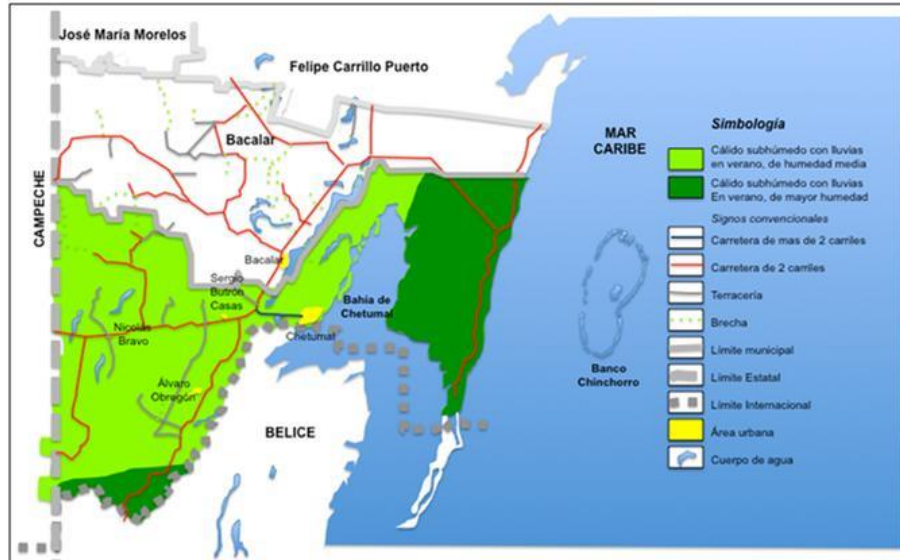 José María Morelos
Felipe Carrillo Puerto
Bacalar
MAR
CARIBE
CAMPECHE
Bacalar
Sergio
Butrón
Casas
Bahía de
Chetumal
Nicolás
Bravo
Chetumal
Álvaro
Obregón
BELICE
Banco
Chinchorro
Simbología
Cálido subhúmedo con lluvias
en verano, de humedad media
Cálido subhúmedo con lluvias
En verano, de mayor humedad
Signos convencionales
Carretera de mas de 2 carriles
Carretera de 2 carriles
Terracería
Brecha
Límite municipal
Límite Estatal
Límite Internacional
Área urbana
Cuerpo de agua